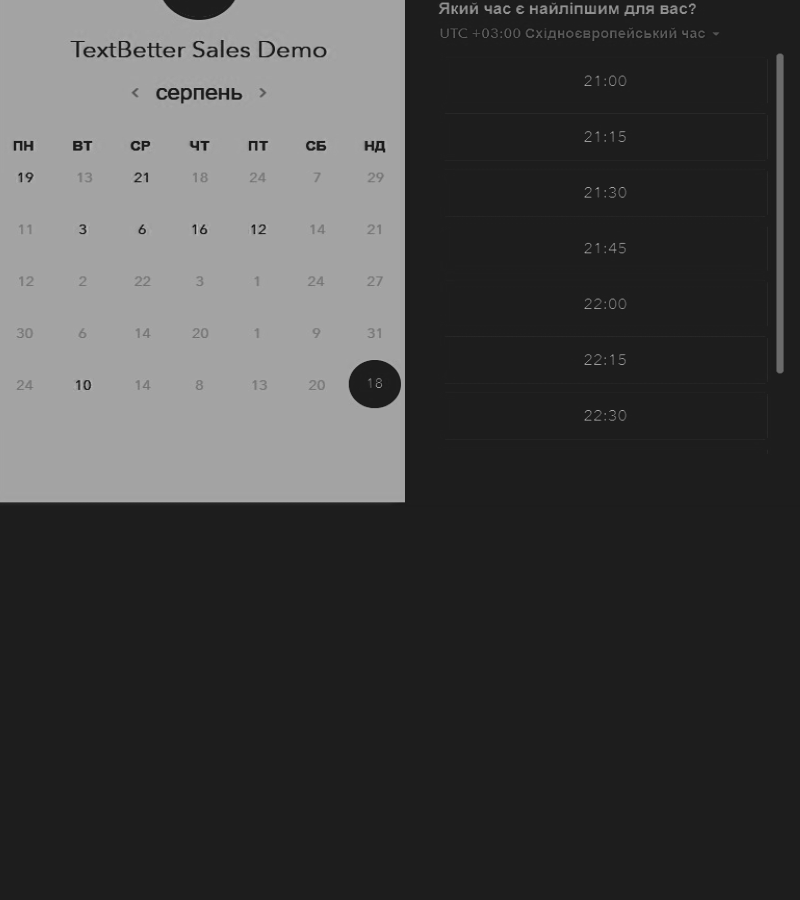 TextBetter Sales Demo
серпень
ПН ВТ СР ЧТ ПТ СБ НД
19 13 21 18 24 7 29
11 3 6 16 12 14 21
12 2 22 3 1 24 27
30 6 14 20 1 9 31
24 10 14 8 13 20 18
Який час є найліпшим для вас?
UTC +03:00 Східноєвропейський час
21:00
21:15
21:30
21:45
22:00
22:15
22:30